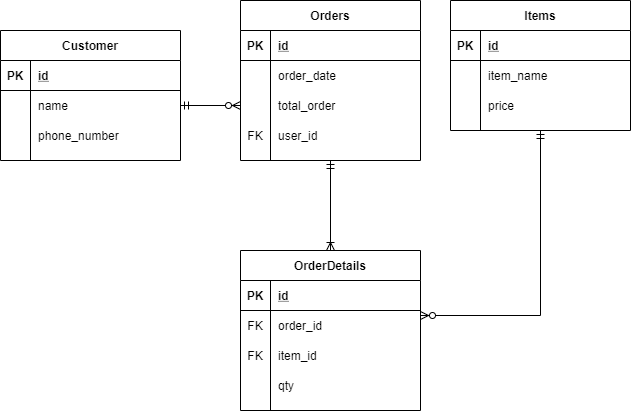 Customer
PK id
name
phone_number
Orders
PK id
order_date
total_order
FK user_id
Items
PK id
item_name
price
OrderDetails
PK id
FK order_id
FK item_id
qty